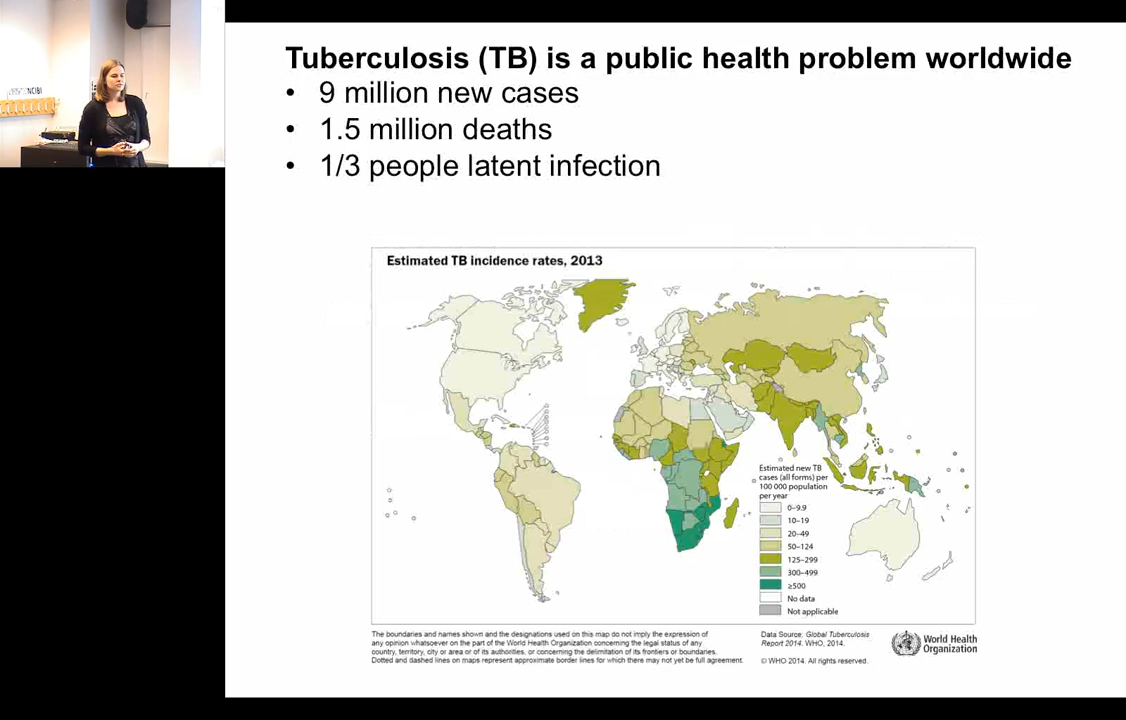 Tuberculosis (TB) is a public health problem worldwide
• 9 million new cases
• 1.5 million deaths
• 1/3 people latent infection
Estimated TB incidence rates, 2013
Estimated new TB
cases (all forms) per
100 000 population
per year
0–9.9
10–19
20–49
50–124
125–299
300–499
≥500
No data
Not applicable
The boundaries and names shown and the designations used on this map do not imply the expression of
any opinion whatsoever on the part of the World Health Organization concerning the legal status of any
country, territory, city or area or of its authorities, or concerning the delimitation of its frontiers or boundaries.
Dotted and dashed lines on maps represent approximate border lines for which there may not yet be full agreement.
Data Source: Global Tuberculosis
Report 2014. WHO, 2014.
© WHO 2014. All rights reserved.
World Health
Organization